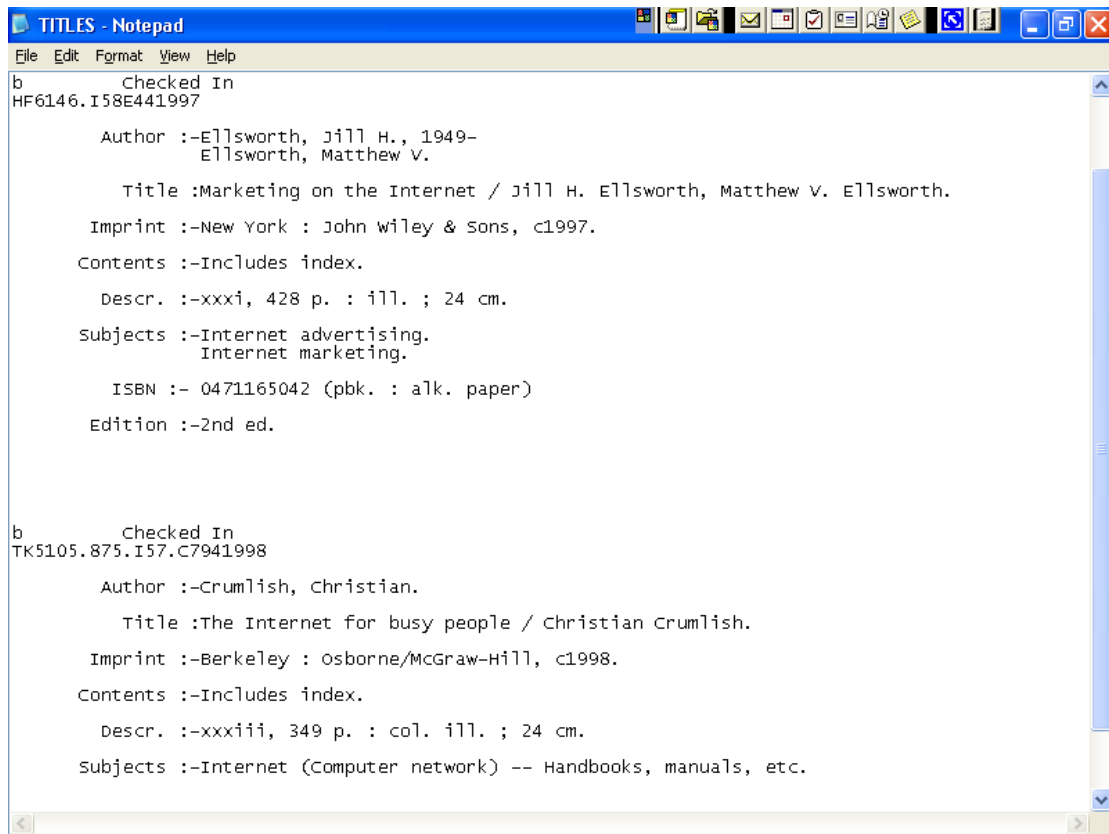 TITLES - Notepad
File Edit Format View Help
b Checked In
HF6146.I58E441997
Author :-Ellsworth, Jill H., 1949-
Ellsworth, Matthew V.
Title :Marketing on the Internet / Jill H. Ellsworth, Matthew V. Ellsworth.
Imprint :-New York : John Wiley & Sons, c1997.
Contents :-Includes index.
Descr. :-xxxi, 428 p. : ill. ; 24 cm.
Subjects :-Internet advertising.
Internet marketing.
ISBN :- 0471165042 (pbk. : alk. paper)
Edition :-2nd ed.
b Checked In
TK5105.875.I57.C7941998
Author :-Crumlish, Christian.
Title :The Internet for busy people / Christian Crumlish.
Imprint :-Berkeley : Osborne/McGraw-Hill, c1998.
Contents :-Includes index.
Descr. :-xxxiii, 349 p. : col. ill. ; 24 cm.
Subjects :-Internet (Computer network) -- Handbooks, manuals, etc.